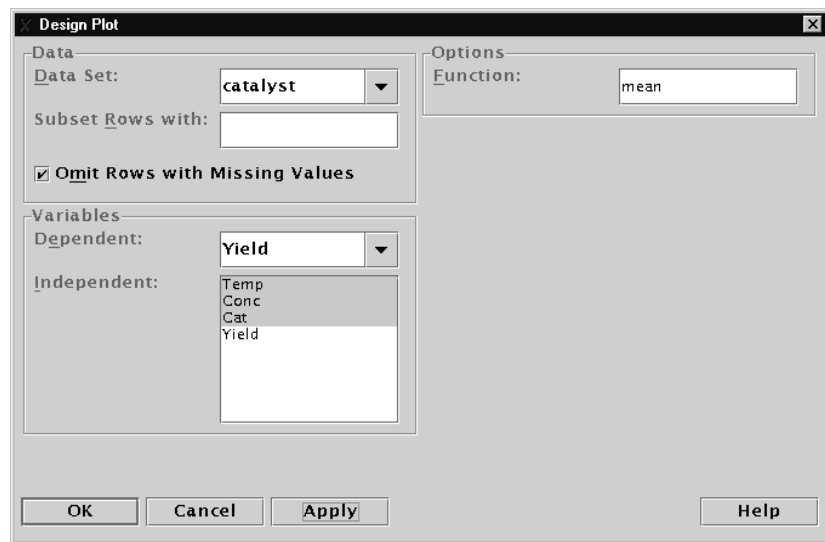 Design Plot
Data
Data Set:
catalyst
Subset Rows with:
Omit Rows with Missing Values
Variables
Dependent:
Yield
Independent:
Temp
Conc
Cat
Yield
Options
Function:
mean
OK
Cancel
Apply
Help